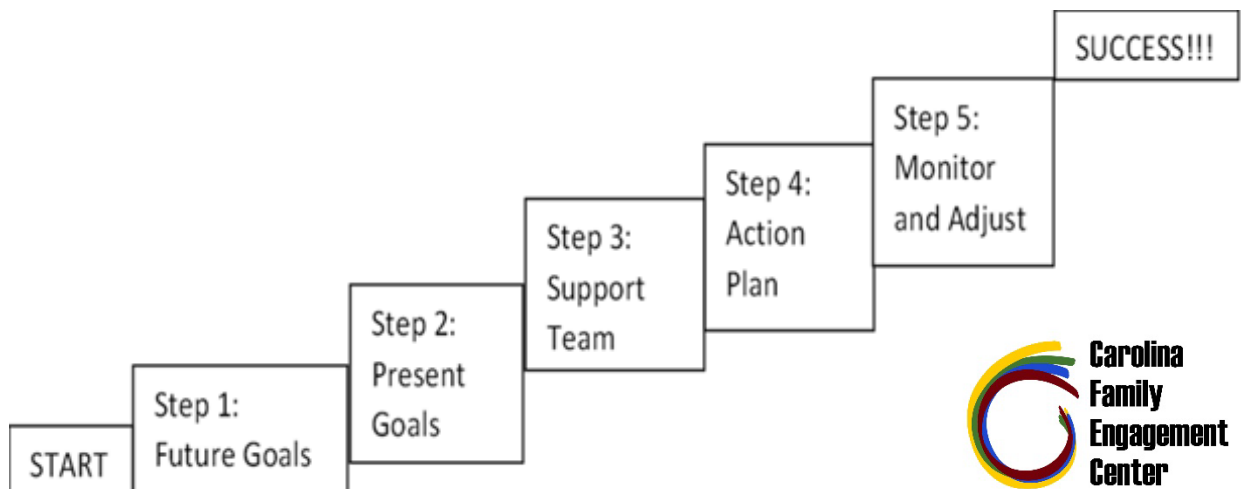 START
Step 1:
Future Goals
Step 2:
Present
Goals
Step 3:
Support
Team
Step 4:
Action
Plan
Step 5:
Monitor
and Adjust
SUCCESS!!!
Carolina
Family
Engagement
Center